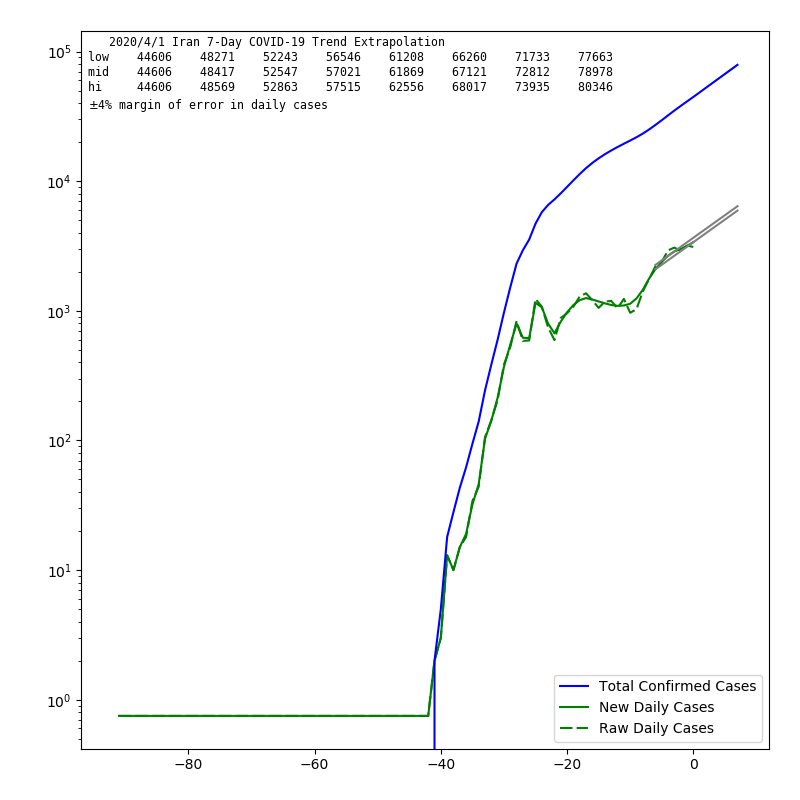 2020/4/1 Iran 7-Day COVID-19 Trend Extrapolation
low 44606 48271 52243 56546 61208 66260 71733 77663
mid 44606 48417 52547 57021 61869 67121 72812 78978
hi 44606 48569 52863 57515 62556 68017 73935 80346
±4% margin of error in daily cases
10⁵
10⁴
10³
10²
10¹
10⁰
Total Confirmed Cases
New Daily Cases
Raw Daily Cases
−80 −60 −40 −20 0